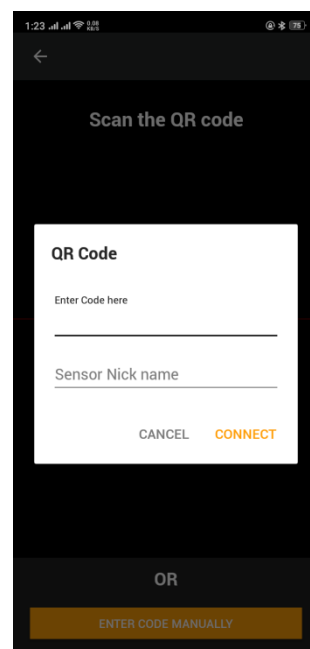 1:23 0.08 KB/S 75
Scan the QR code
QR Code
Enter Code here
Sensor Nick name
CANCEL CONNECT
OR
ENTER CODE MANUALLY